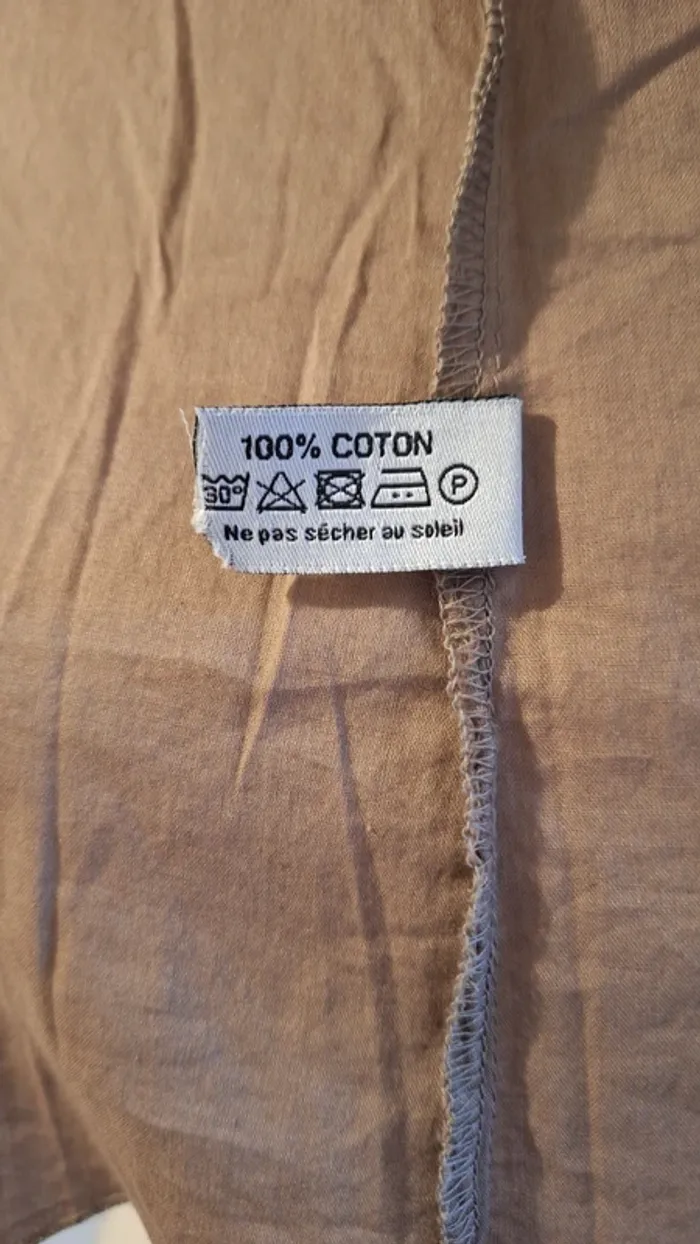 100% COTON
30° P
Ne pas sécher au soleil